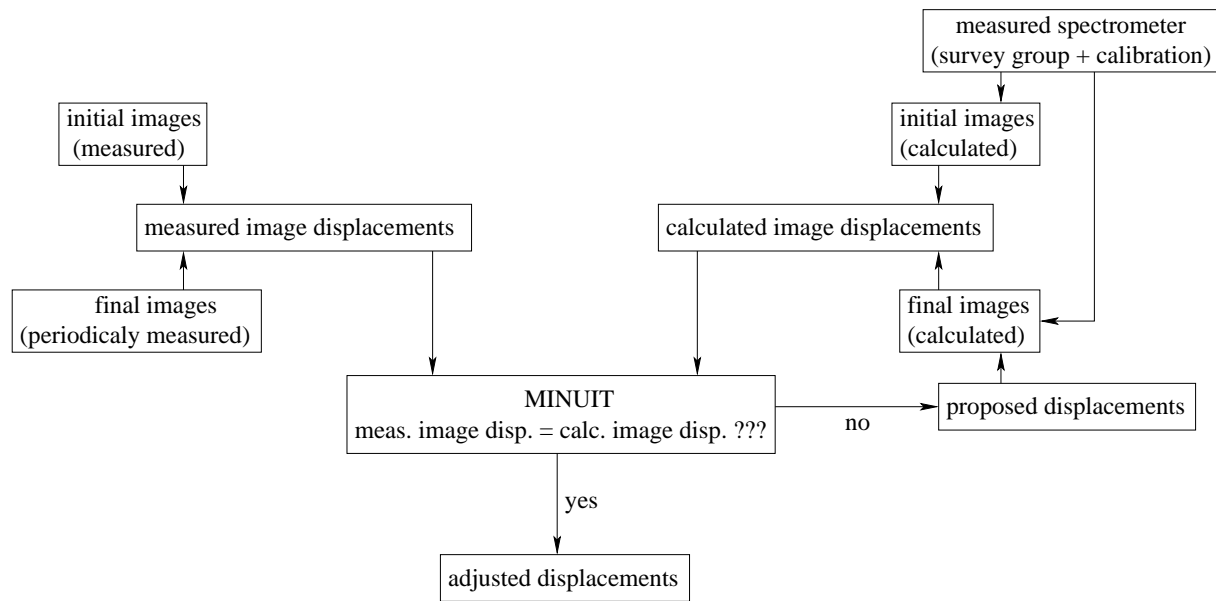 measured spectrometer
(survey group + calibration)
initial images
(measured)
initial images
(calculated)
measured image displacements
calculated image displacements
final images
(periodicaly measured)
final images
(calculated)
MINUIT
meas. image disp. = calc. image disp. ???
no
proposed displacements
yes
adjusted displacements